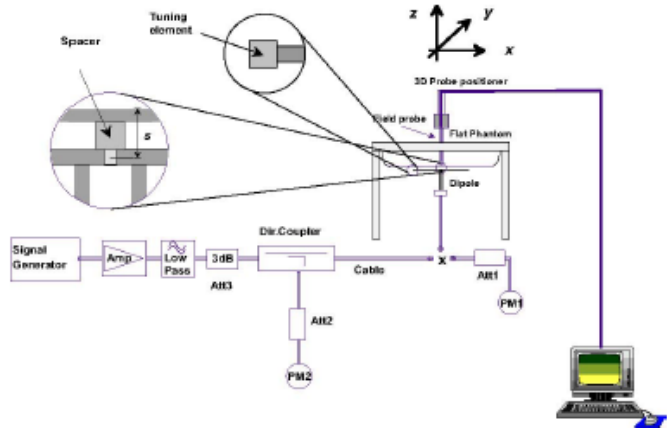 Tuning
element
Spacer
s
z
y
x
3D Probe positioner
Field probe
Flat Phantom
Dipole
Signal
Generator
Amp
Low
Pass
3dB
Att3
Dir.Coupler
Cable
x
Att1
PM1
Att2
PM2